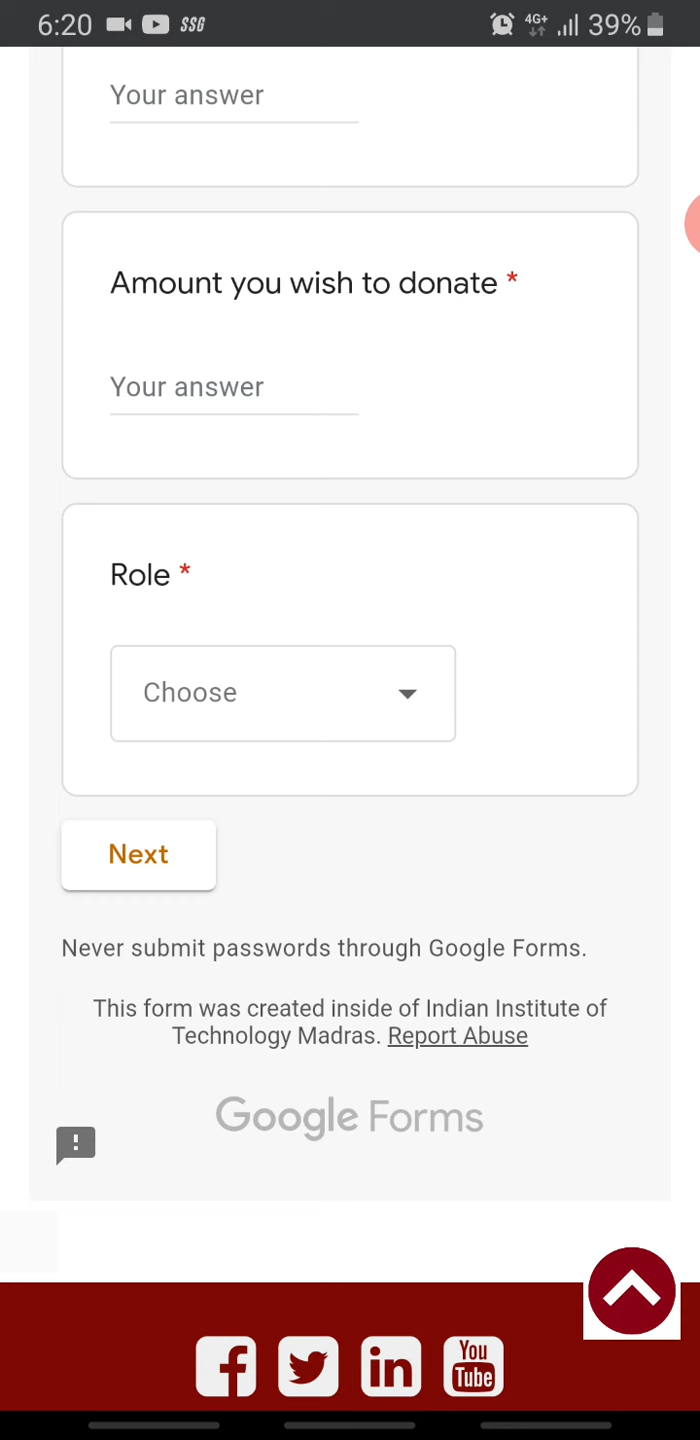 6:20 SSG 4G+ 39%
Your answer
Amount you wish to donate *
Your answer
Role *
Choose
Next
Never submit passwords through Google Forms.
This form was created inside of Indian Institute of
Technology Madras. Report Abuse
Google Forms
f in You
Tube